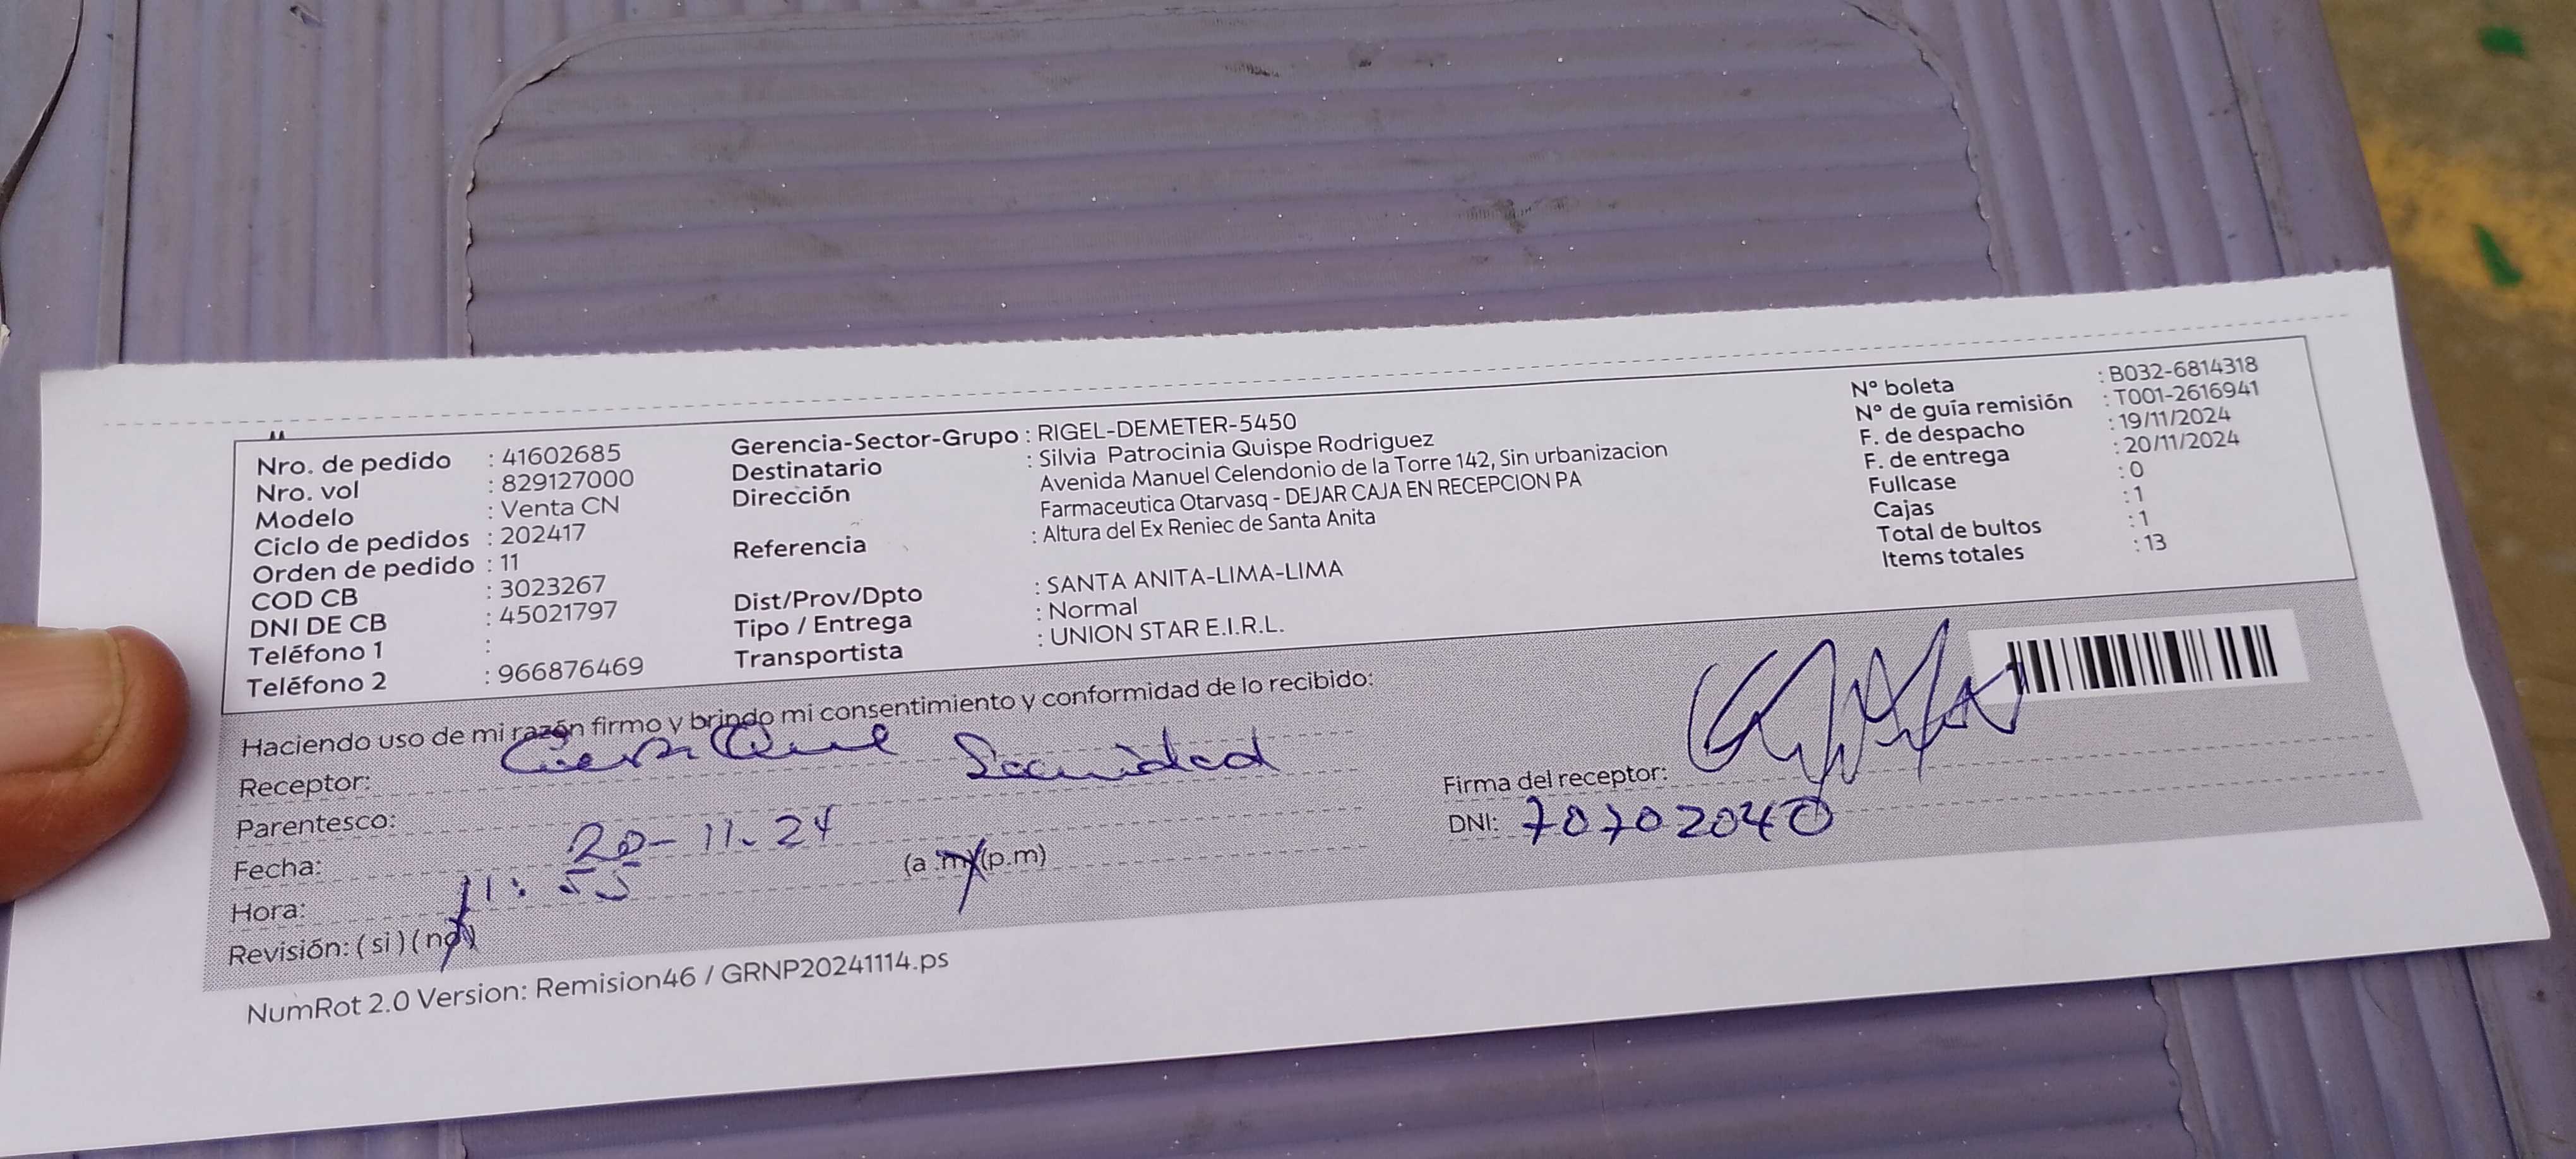 Nro. de pedido : 41602685
Nro. vol : 829127000
Modelo : Venta CN
Ciclo de pedidos : 202417
Orden de pedido : 11
COD CB : 3023267
DNI DE CB : 45021797
Teléfono 1 :
Teléfono 2 : 966876469
Gerencia-Sector-Grupo : RIGEL-DEMETER-5450
Destinatario : Silvia Patrocinia Quispe Rodriguez
Dirección Avenida Manuel Celendonio de la Torre 142, Sin urbanizacion
Farmaceutica Otarvasq - DEJAR CAJA EN RECEPCION PA
Referencia : Altura del Ex Reniec de Santa Anita
Dist/Prov/Dpto : SANTA ANITA-LIMA-LIMA
Tipo / Entrega : Normal
Transportista : UNION STAR E.I.R.L.
N° boleta : B032-6814318
N° de guía remisión : T001-2616941
F. de despacho : 19/11/2024
F. de entrega : 20/11/2024
Fullcase : 0
Cajas : 1
Total de bultos : 1
Items totales : 13
Haciendo uso de mi razón firmo y brindo mi consentimiento y conformidad de lo recibido:
Receptor:
Parentesco:
Fecha: 20-11.24
Hora: 11:55 (a.m)(p.m)
Revisión: (si) (no)
Firma del receptor:
DNI: 70702040
NumRot 2.0 Version: Remision46 / GRNP20241114.ps